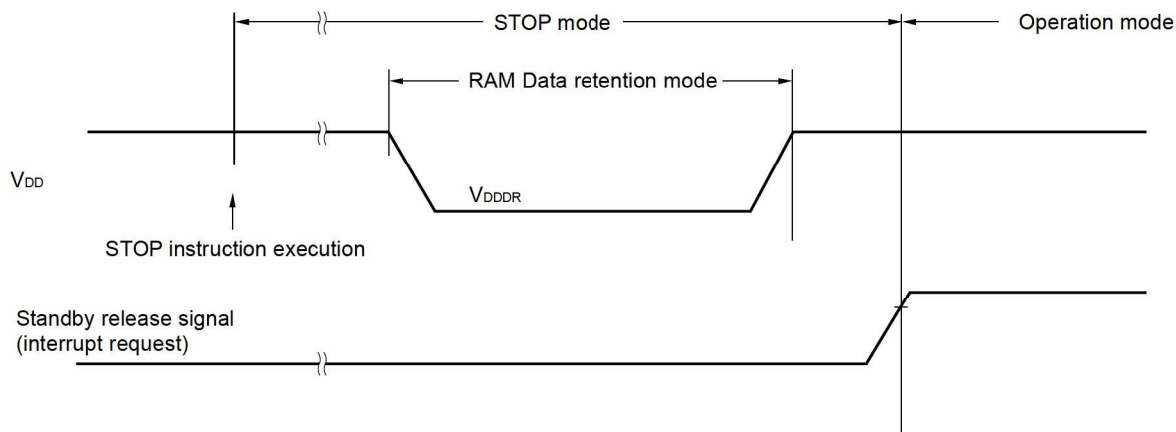 STOP mode
Operation mode
RAM Data retention mode
VDD
VDDDR
STOP instruction execution
Standby release signal
(interrupt request)